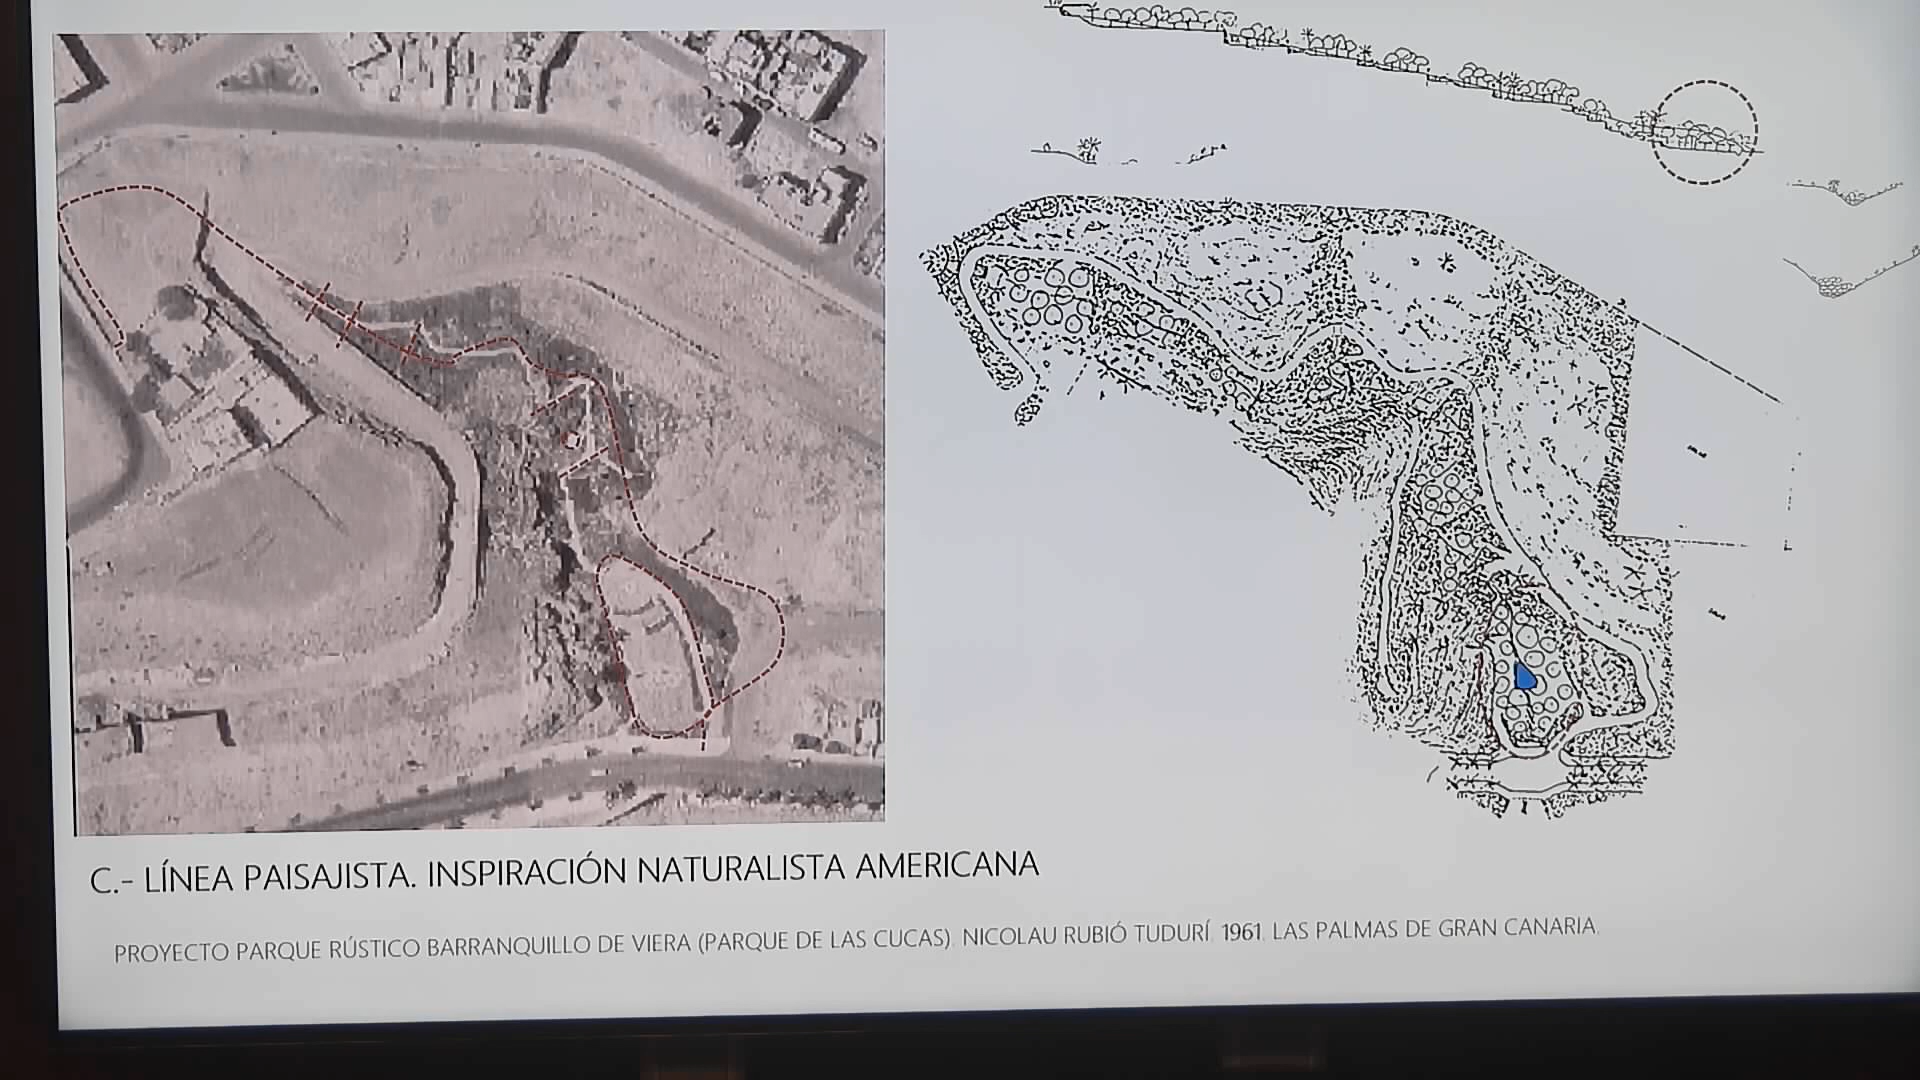 C.- LÍNEA PAISAJISTA. INSPIRACIÓN NATURALISTA AMERICANA
PROYECTO PARQUE RÚSTICO BARRANQUILLO DE VIERA (PARQUE DE LAS CUCAS). NICOLAU RUBIÓ TUDURÍ. 1961. LAS PALMAS DE GRAN CANARIA.